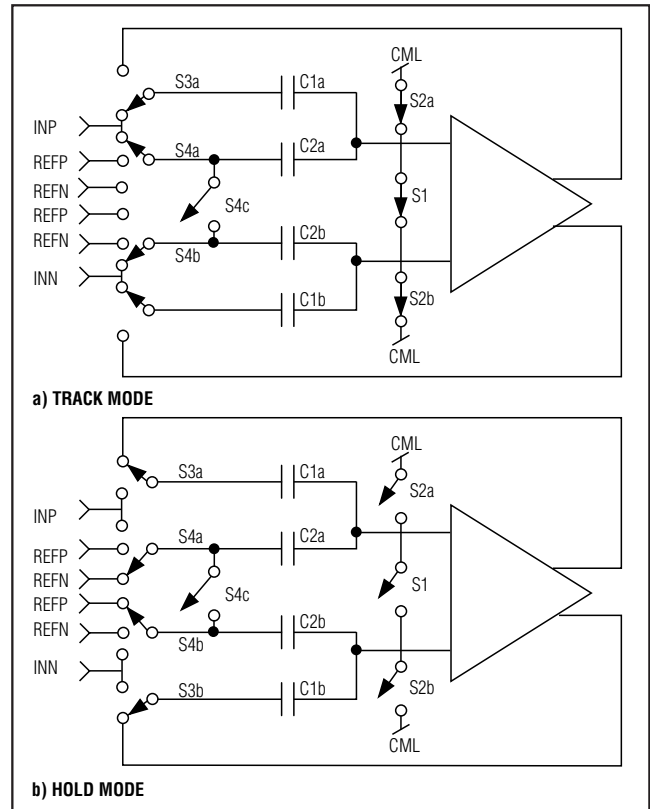 CML
S3a
C1a
S2a
INP
S4a
C2a
REFP
REFN
S4c
S1
REFP
REFN
C2b
S4b
INN
S2b
C1b
CML
a) TRACK MODE
CML
S3a
C1a
S2a
INP
S4a
C2a
REFP
REFN
S4c
S1
REFP
REFN
C2b
S4b
INN
S3b
C1b
S2b
CML
b) HOLD MODE